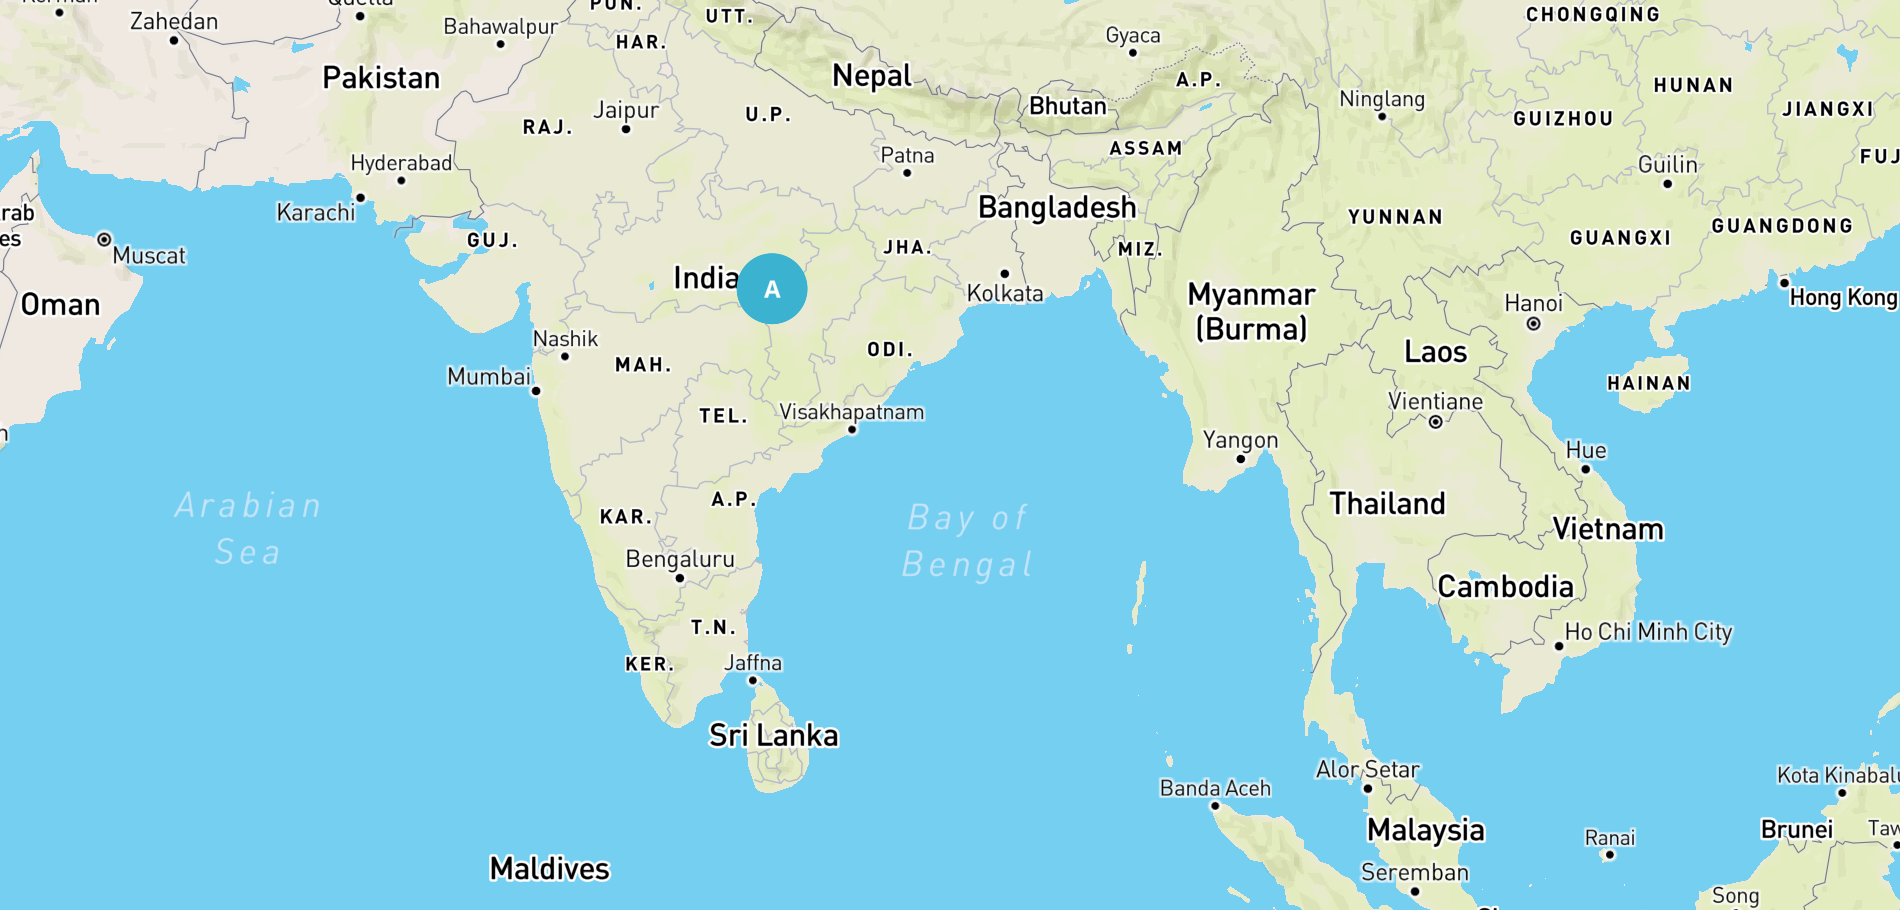 Zahedan
Bahawalpur
PUN.
UTT.
HAR.
Gyaca
CHONGQING
Pakistan
Nepal
A.P.
HUNAN
Bhutan
Ninglang
JIANGXI
RAJ.
Jaipur
U.P.
GUIZHOU
ASSAM
Hyderabad
Patna
Guilin
FUJ
Karachi
Bangladesh
YUNNAN
rab
es
GUJ.
JHA.
MIZ.
GUANGXI
GUANGDONG
Muscat
India
A
Kolkata
Myanmar
(Burma)
Hanoi
Hong Kong
Oman
Nashik
MAH.
ODI.
Laos
Mumbai
HAINAN
TEL.
Visakhapatnam
Vientiane
Yangon
Hue
Arabian
Sea
A.P.
KAR.
Bay of
Bengal
Thailand
Vietnam
Bengaluru
Cambodia
T.N.
Ho Chi Minh City
KER.
Jaffna
Sri Lanka
Alor Setar
Banda Aceh
Kota Kinabalu
Malaysia
Brunei
Taw
Ranai
Maldives
Seremban
Song